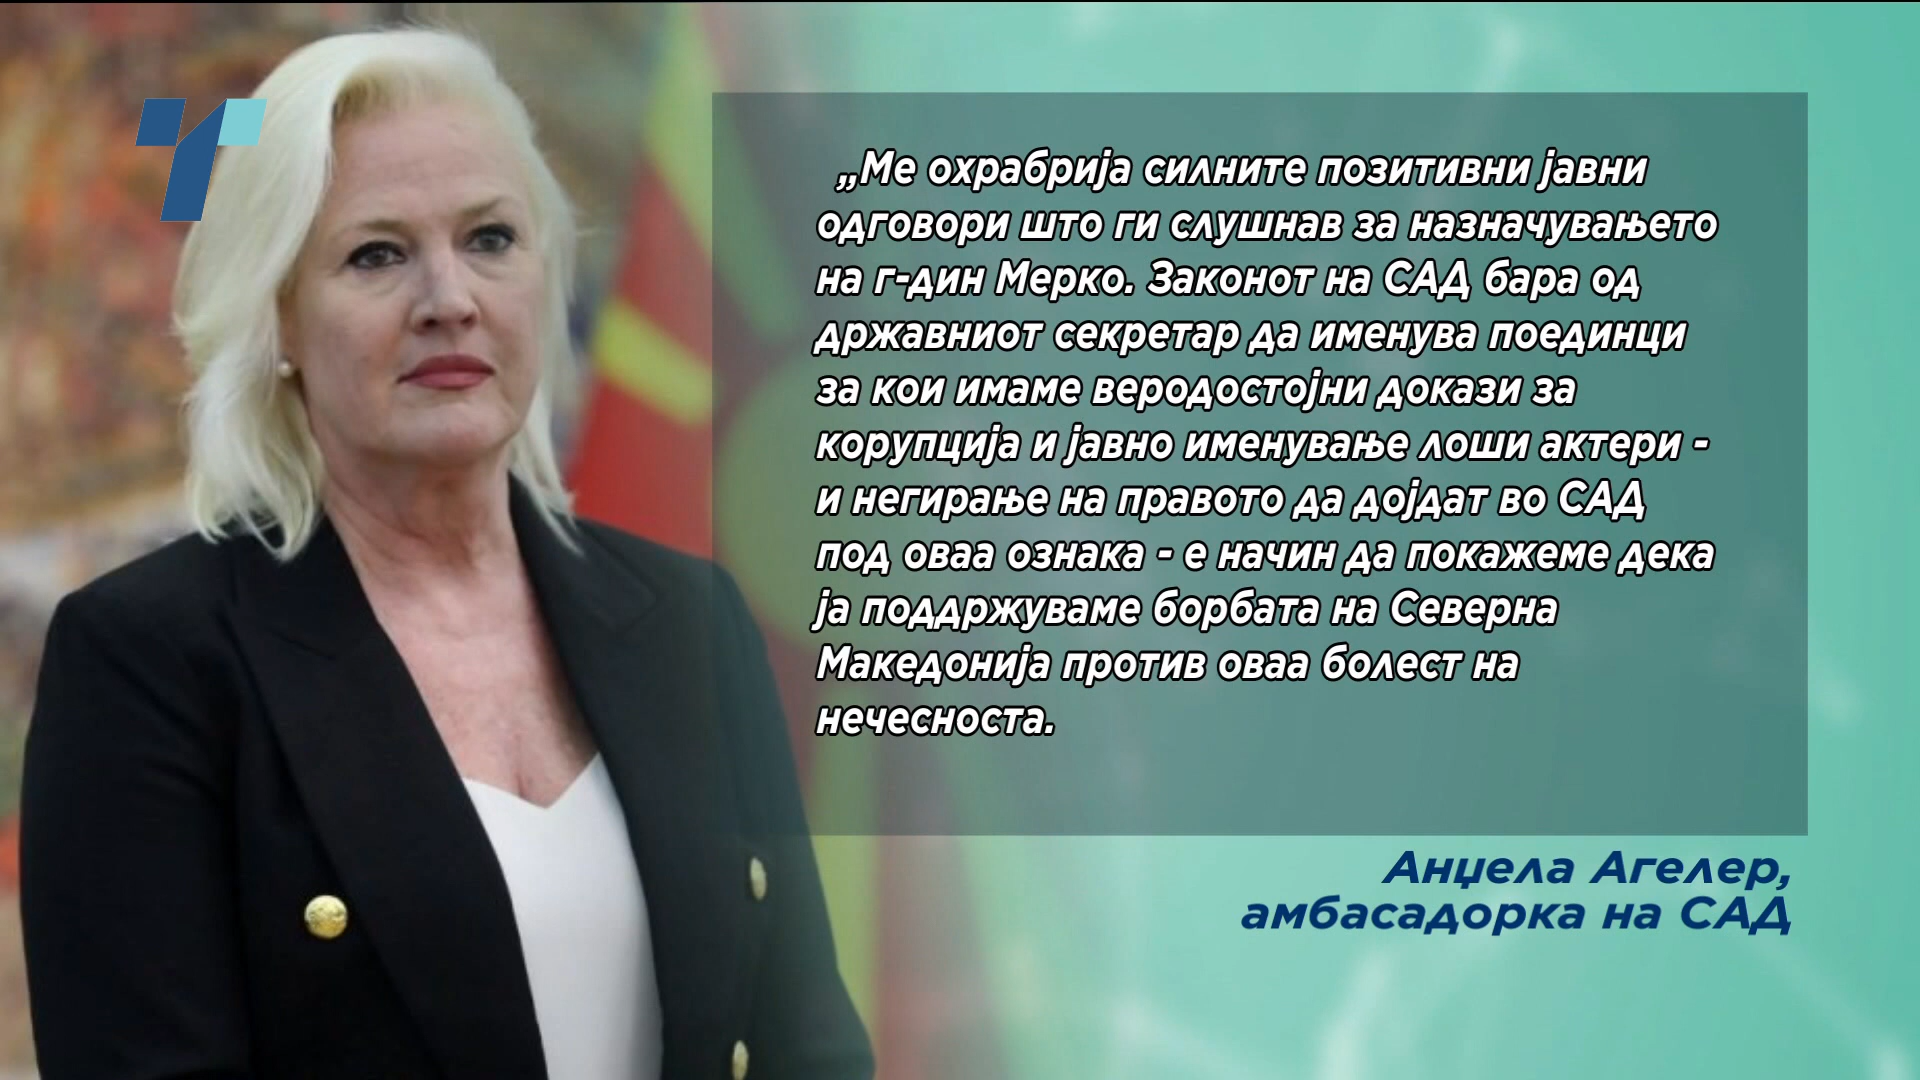 „Ме охрабрија силните позитивни јавни
одговори што ги слушнав за назначувањето
на г-дин Мерко. Законот на САД бара од
државниот секретар да именува поединци
за кои имаме веродостојни докази за
корупција и јавно именување лоши актери -
и негирање на правото да дојдат во САД
под оваа ознака - е начин да покажеме дека
ја поддржуваме борбата на Северна
Македонија против оваа болест на
нечесноста.
Анџела Агелер,
амбасадорка на САД